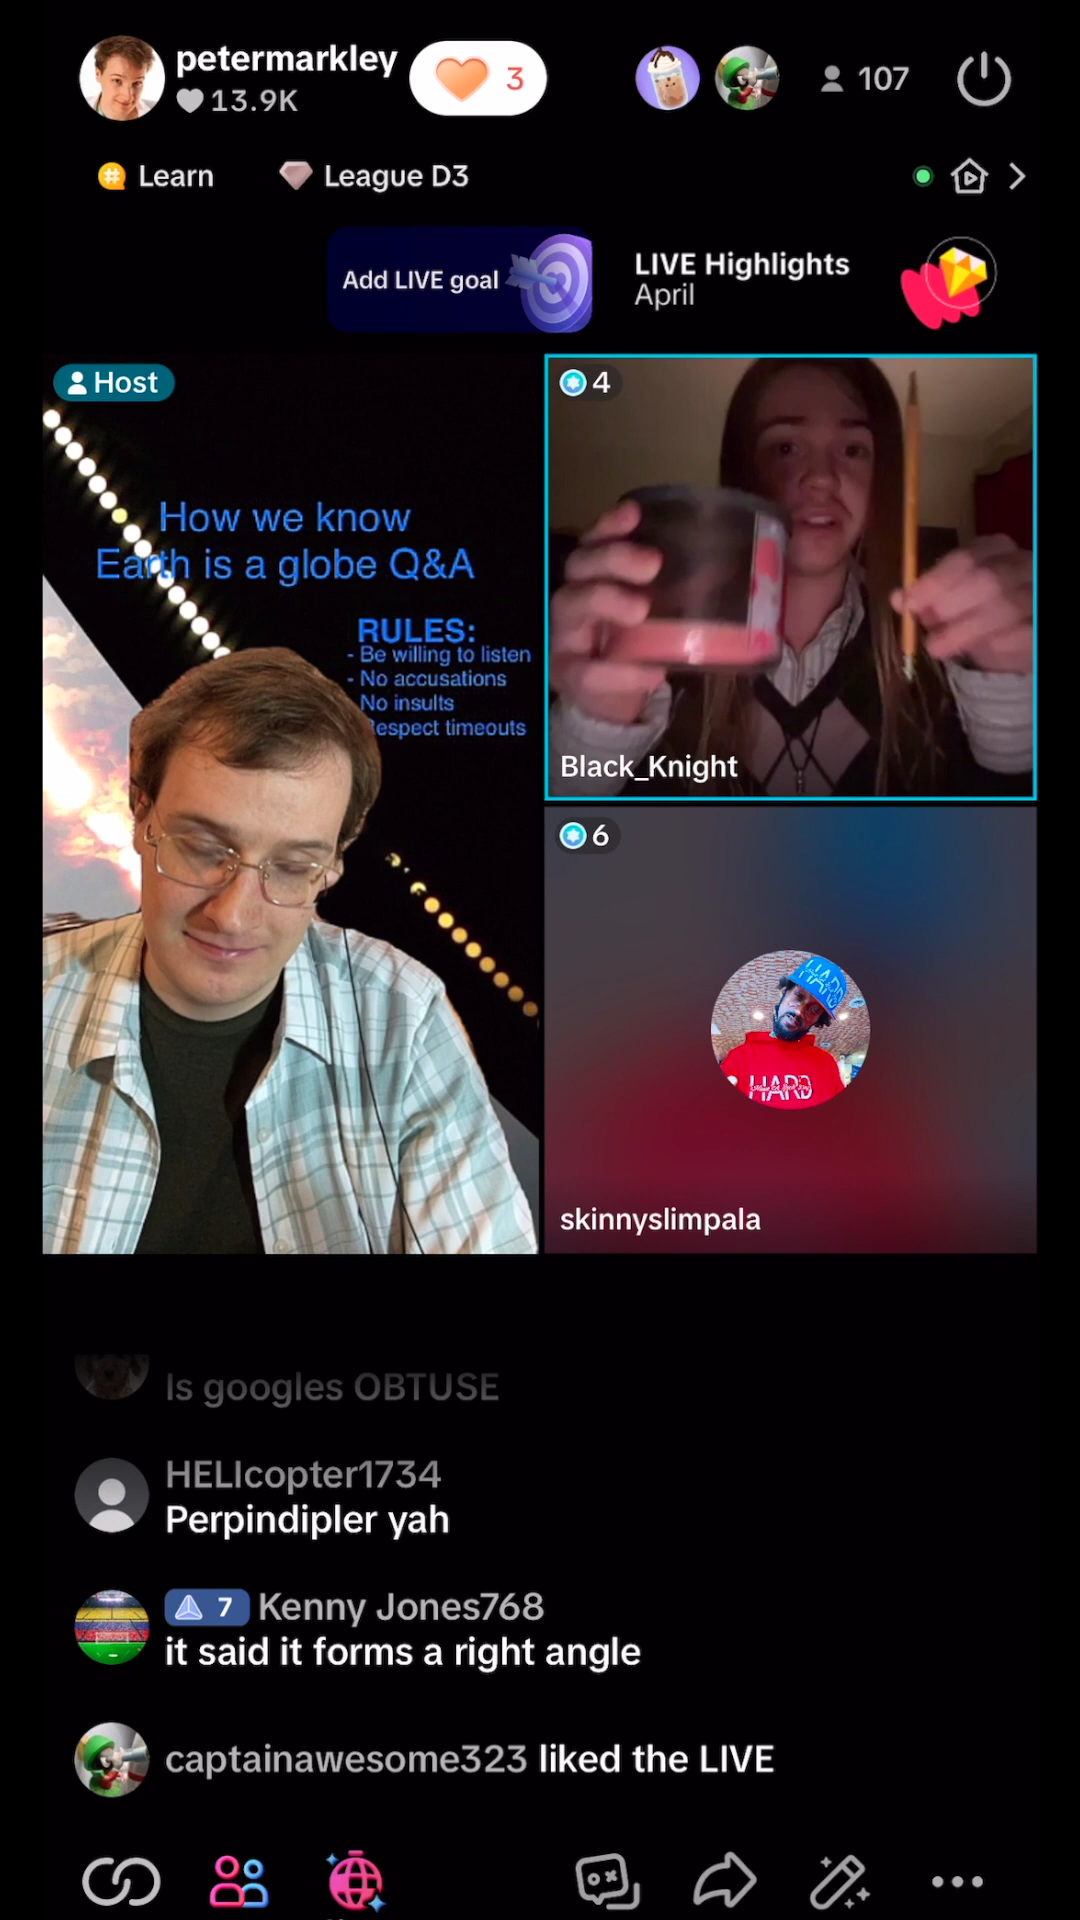 petermarkley
13.9K
3
107
Learn
League D3
Add LIVE goal
LIVE Highlights
April
Host
How we know
Earth is a globe Q&A
RULES:
- Be willing to listen
- No accusations
No insults
espect timeouts
4
Black_Knight
6
HARD
HARD
skinnyslimpala
Is googles OBTUSE
HELIcopter1734
Perpindipler yah
7 Kenny Jones768
it said it forms a right angle
captainawesome323 liked the LIVE